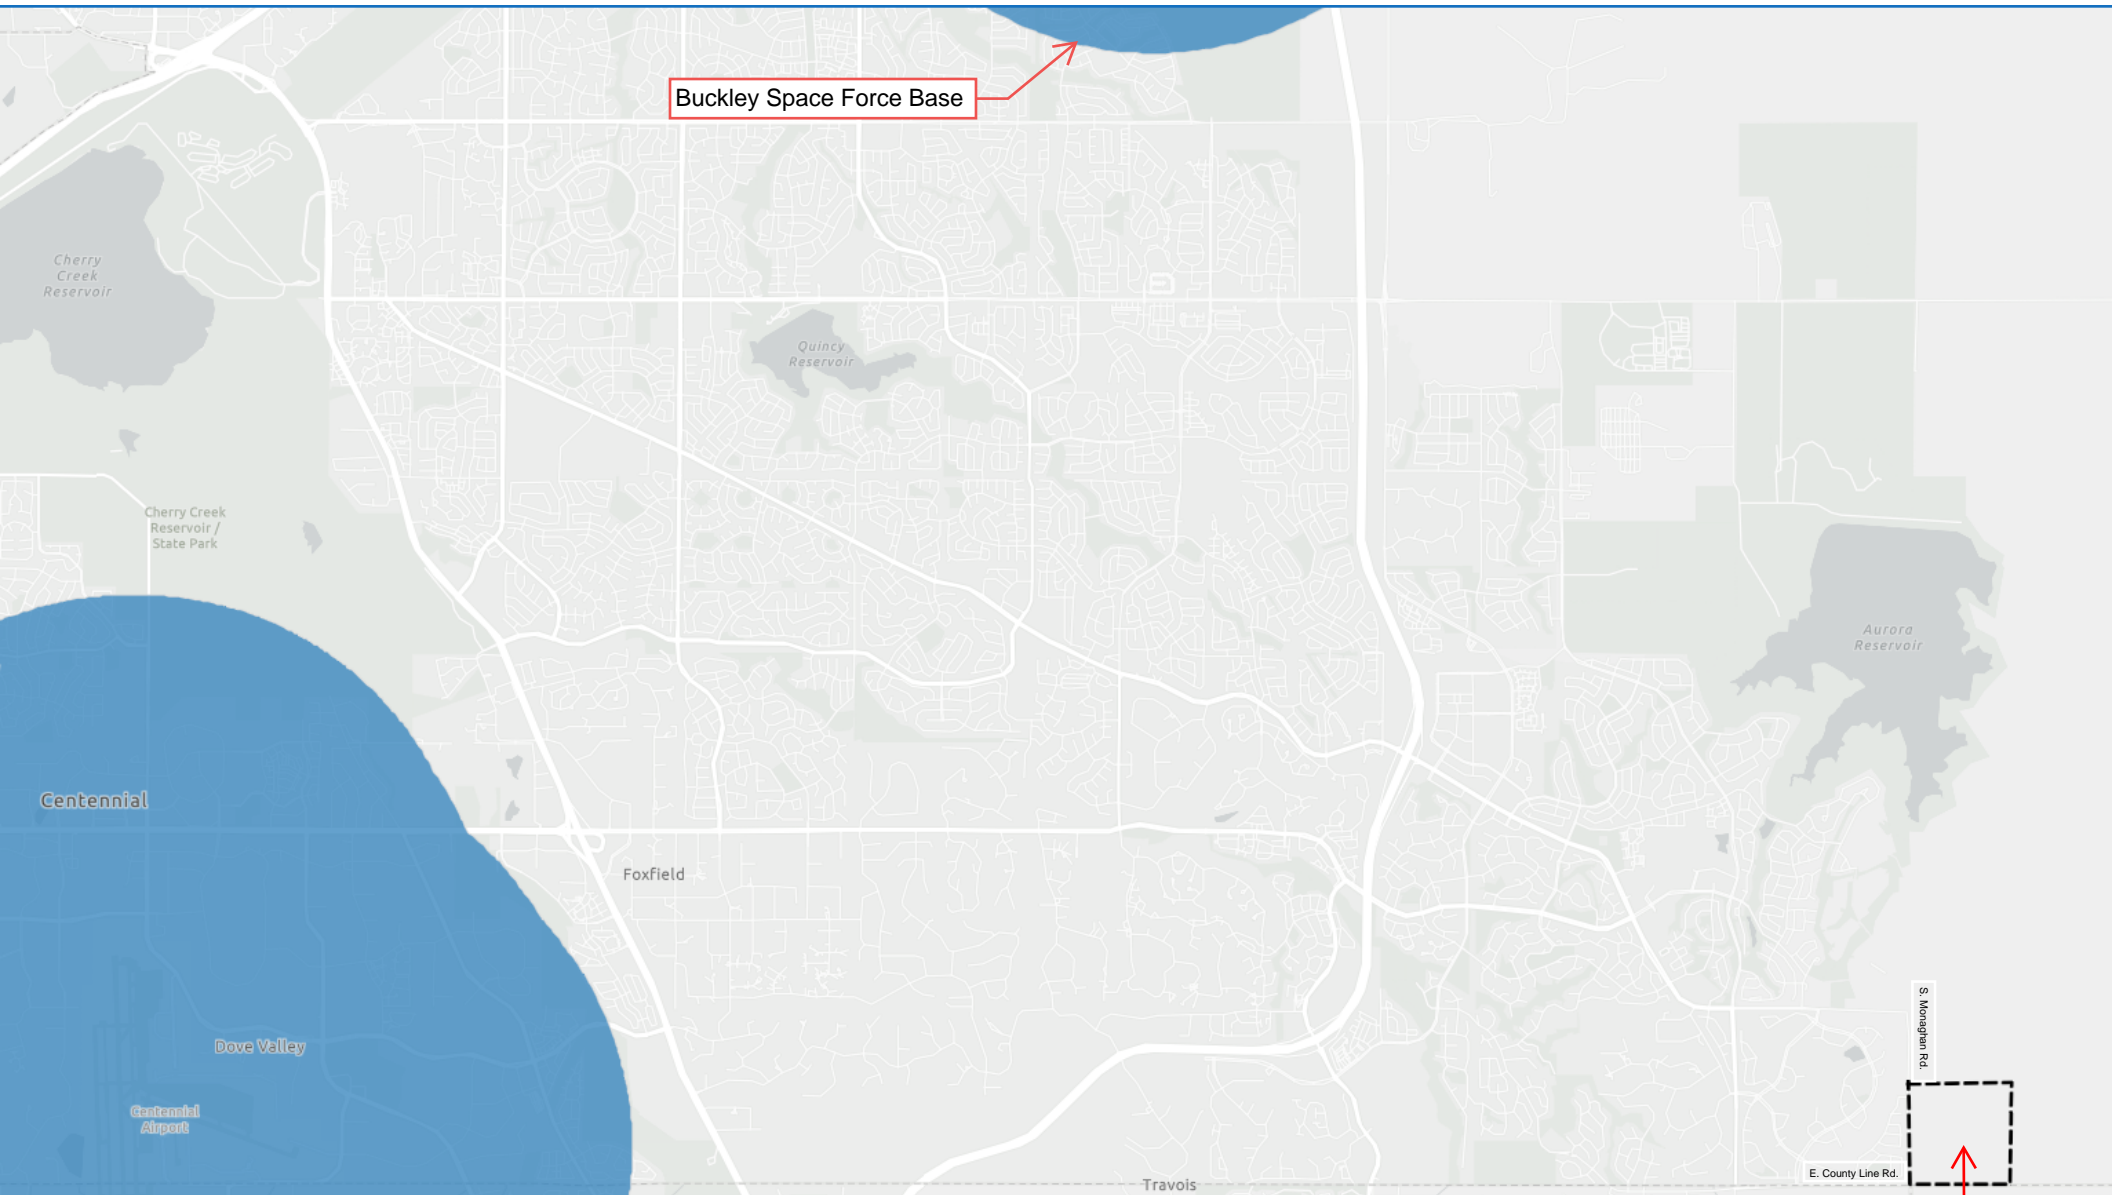 Buckley Space Force Base
Cherry
Creek
Reservoir
Quincy
Reservoir
Cherry Creek
Reservoir /
State Park
Aurora
Reservoir
Centennial
Foxfield
S. Monaghan Rd.
Dove Valley
Centennial
Airport
E. County Line Rd.
Travois